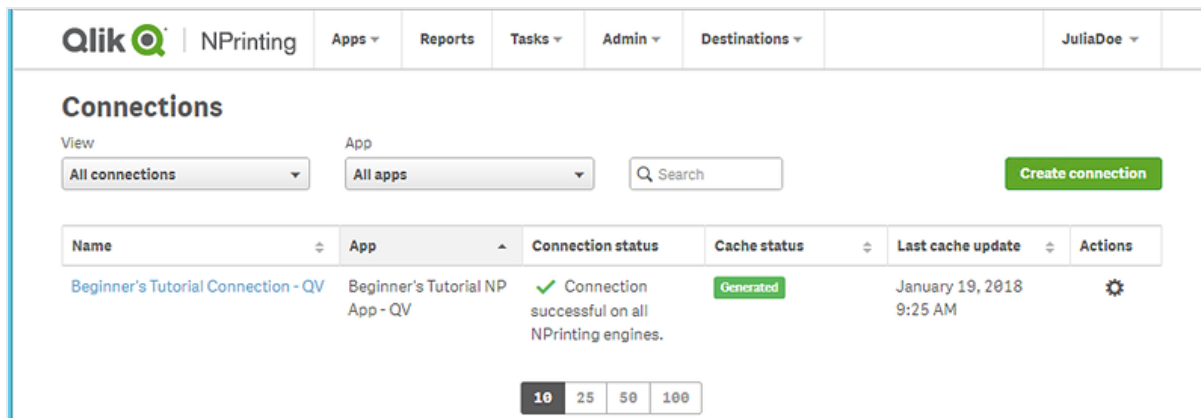 Qlik NPrinting Apps Reports Tasks Admin Destinations JuliaDoe
Connections
View App
All connections All apps Search Create connection
Name App Connection status Cache status Last cache update Actions
Beginner's Tutorial Connection - QV Beginner's Tutorial NP Connection Generated January 19, 2018
App - QV successful on all 9:25 AM
NPrinting engines.
10 25 50 100